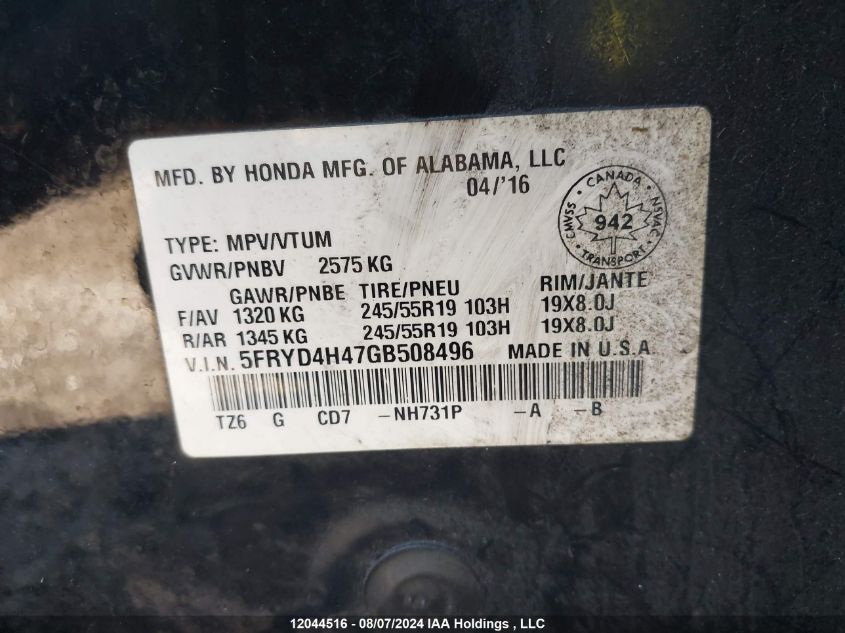 MFD. BY HONDA MFG. OF ALABAMA, LLC
04/'16
CANADA
CMVSS 942 NSVAC
TRANSPORT
TYPE: MPV/VTUM
GVWR/PNBV 2575 KG
GAWR/PNBE TIRE/PNEU RIM/JANTE
F/AV 1320 KG 245/55R19 103H 19X8.0J
R/AR 1345 KG 245/55R19 103H 19X8.0J
V.I.N. 5FRYD4H47GB508496 MADE IN U.S.A
TZ6 G CD7 -NH731P -A -B
12044516 - 08/07/2024 IAA Holdings , LLC